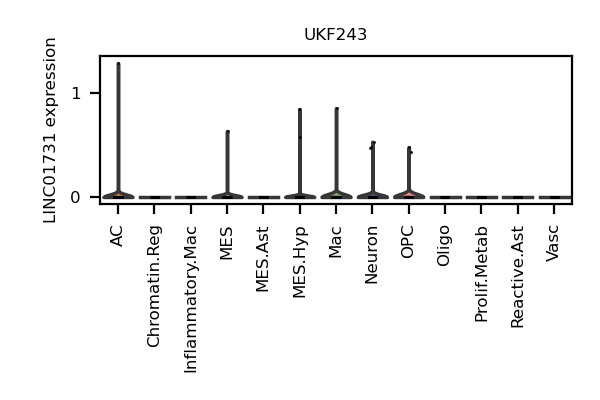 UKF243
LINC01731 expression
1
0
AC
Chromatin.Reg
Inflammatory.Mac
MES
MES.Ast
MES.Hyp
Mac
Neuron
OPC
Oligo
Prolif.Metab
Reactive.Ast
Vasc